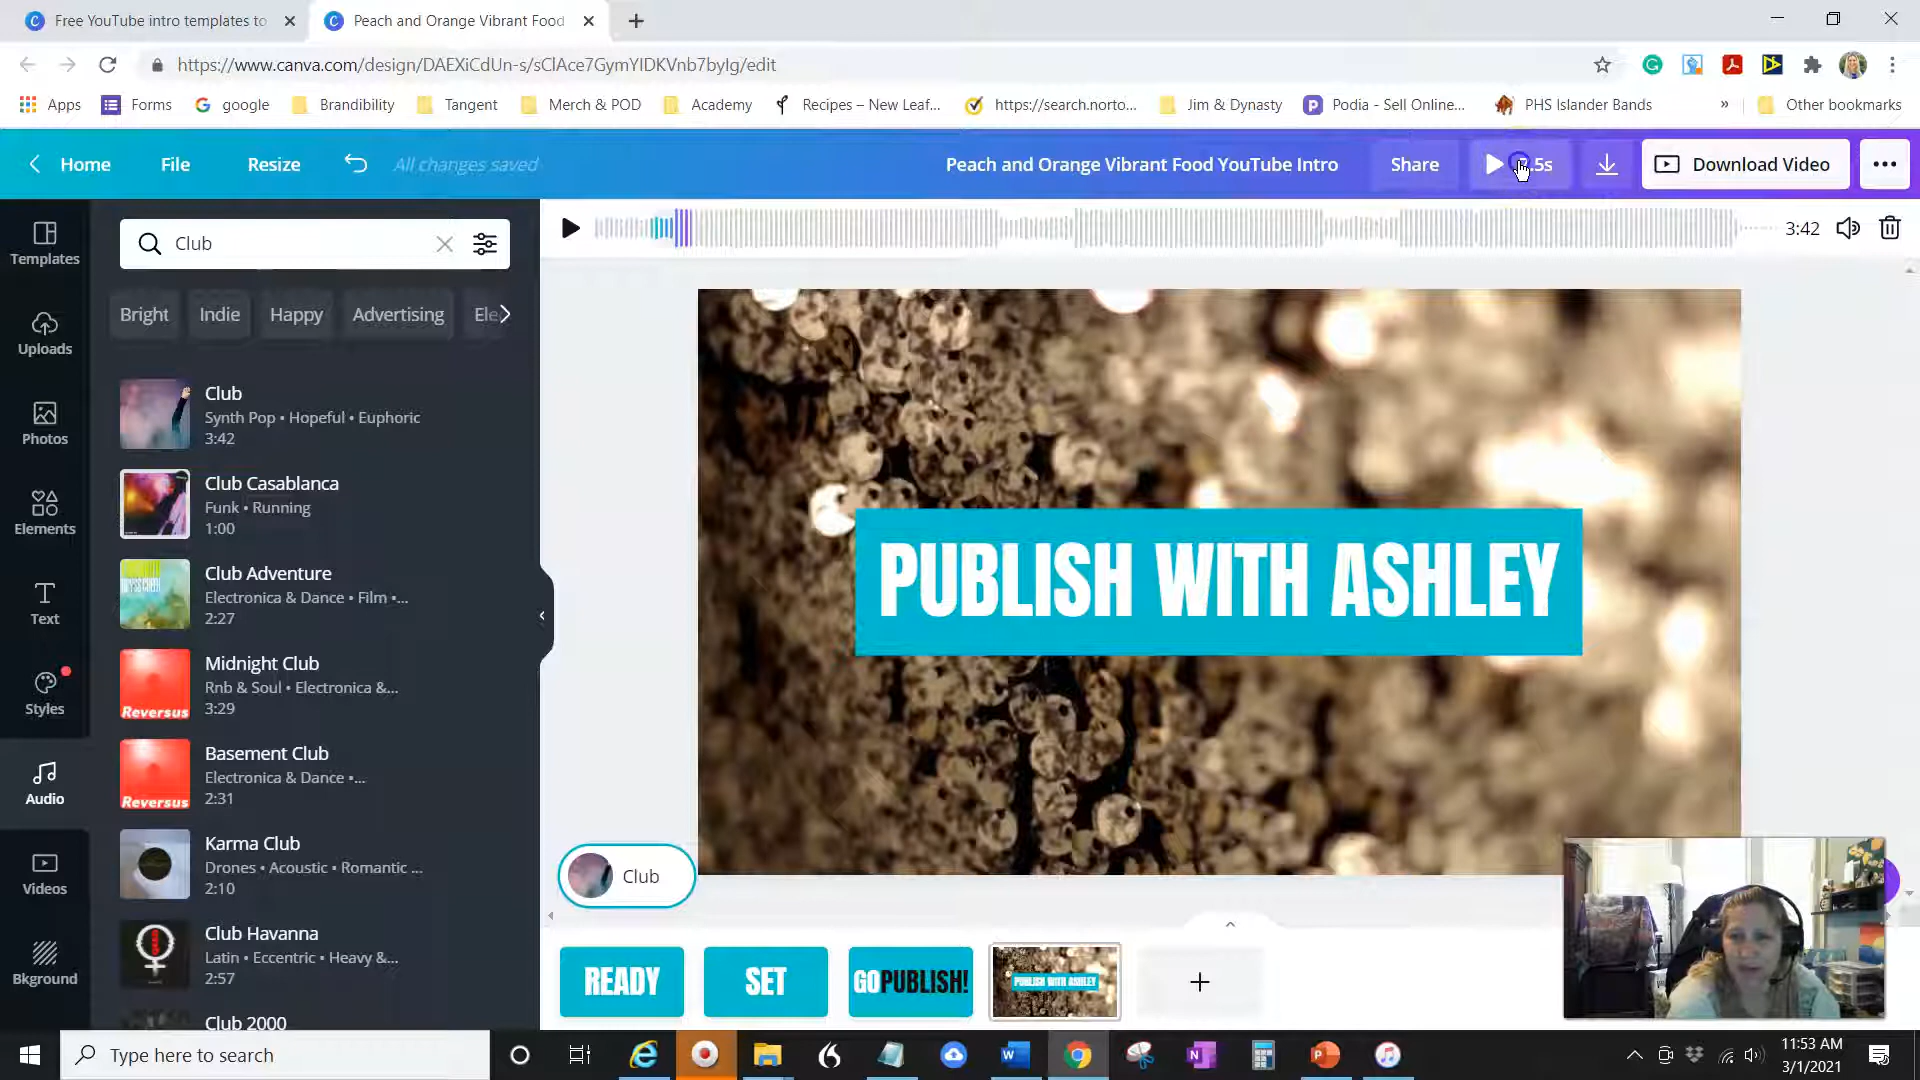 Free YouTube intro templates to
Peach and Orange Vibrant Food
https://www.canva.com/design/DAEXiCdUn-s/sClAce7GymYIDKVnb7byIg/edit
Apps Forms google Brandibility Tangent Merch & POD Academy Recipes – New Leaf... https://search.norto... Jim & Dynasty Podia - Sell Online... PHS Islander Bands » Other bookmarks
Home File Resize All changes saved Peach and Orange Vibrant Food YouTube Intro Share .5s Download Video
Club
3:42
Bright Indie Happy Advertising Ele
Templates
Uploads
Photos
Elements
Text
Styles
Audio
Videos
Bkground
Club
Synth Pop • Hopeful • Euphoric
3:42
Club Casablanca
Funk • Running
1:00
Club Adventure
Electronica & Dance • Film •...
2:27
Midnight Club
Rnb & Soul • Electronica &...
3:29
Reversus
Basement Club
Electronica & Dance •...
2:31
Reversus
Karma Club
Drones • Acoustic • Romantic ...
2:10
Club Havanna
Latin • Eccentric • Heavy &...
2:57
Club 2000
PUBLISH WITH ASHLEY
Club
READY
SET
GOPUBLISH!
PUBLISH WITH ASHLEY
Type here to search
11:53 AM
3/1/2021